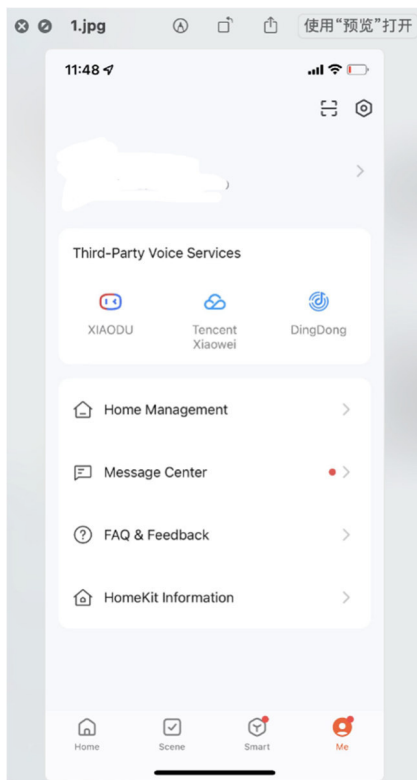 1.jpg
使用“预览”打开
11:48
Third-Party Voice Services
XIAODU
Tencent
Xiaowei
DingDong
Home Management
Message Center
FAQ & Feedback
HomeKit Information
Home
Scene
Smart
Me